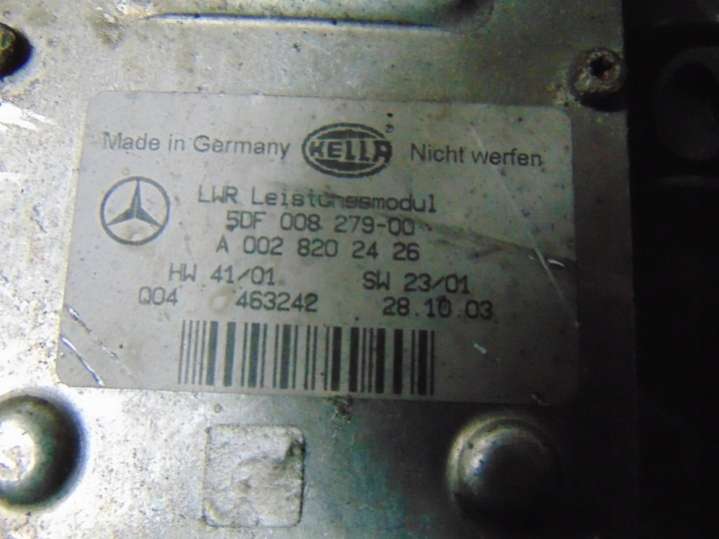 Made in Germany HELLA ® Nicht werfen
LWR Leistungsmodul
5DF 008 279-00
A 002 820 24 26
HW 41/01 SW 23/01
Q04 463242 28.10.03